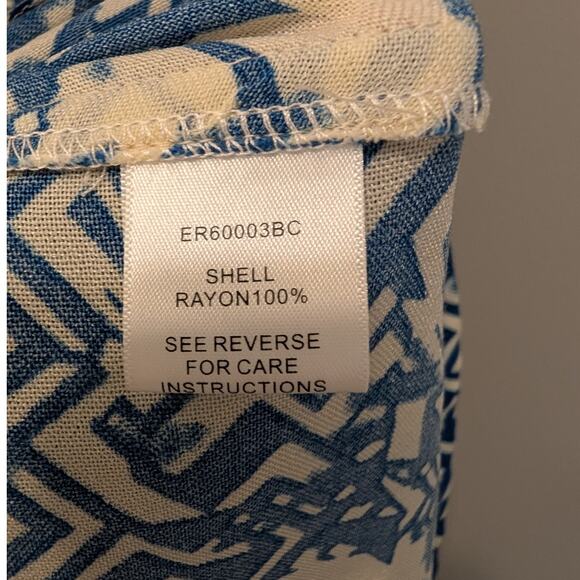 ER60003BC
SHELL
RAYON100%
SEE REVERSE
FOR CARE
INSTRUCTIONS